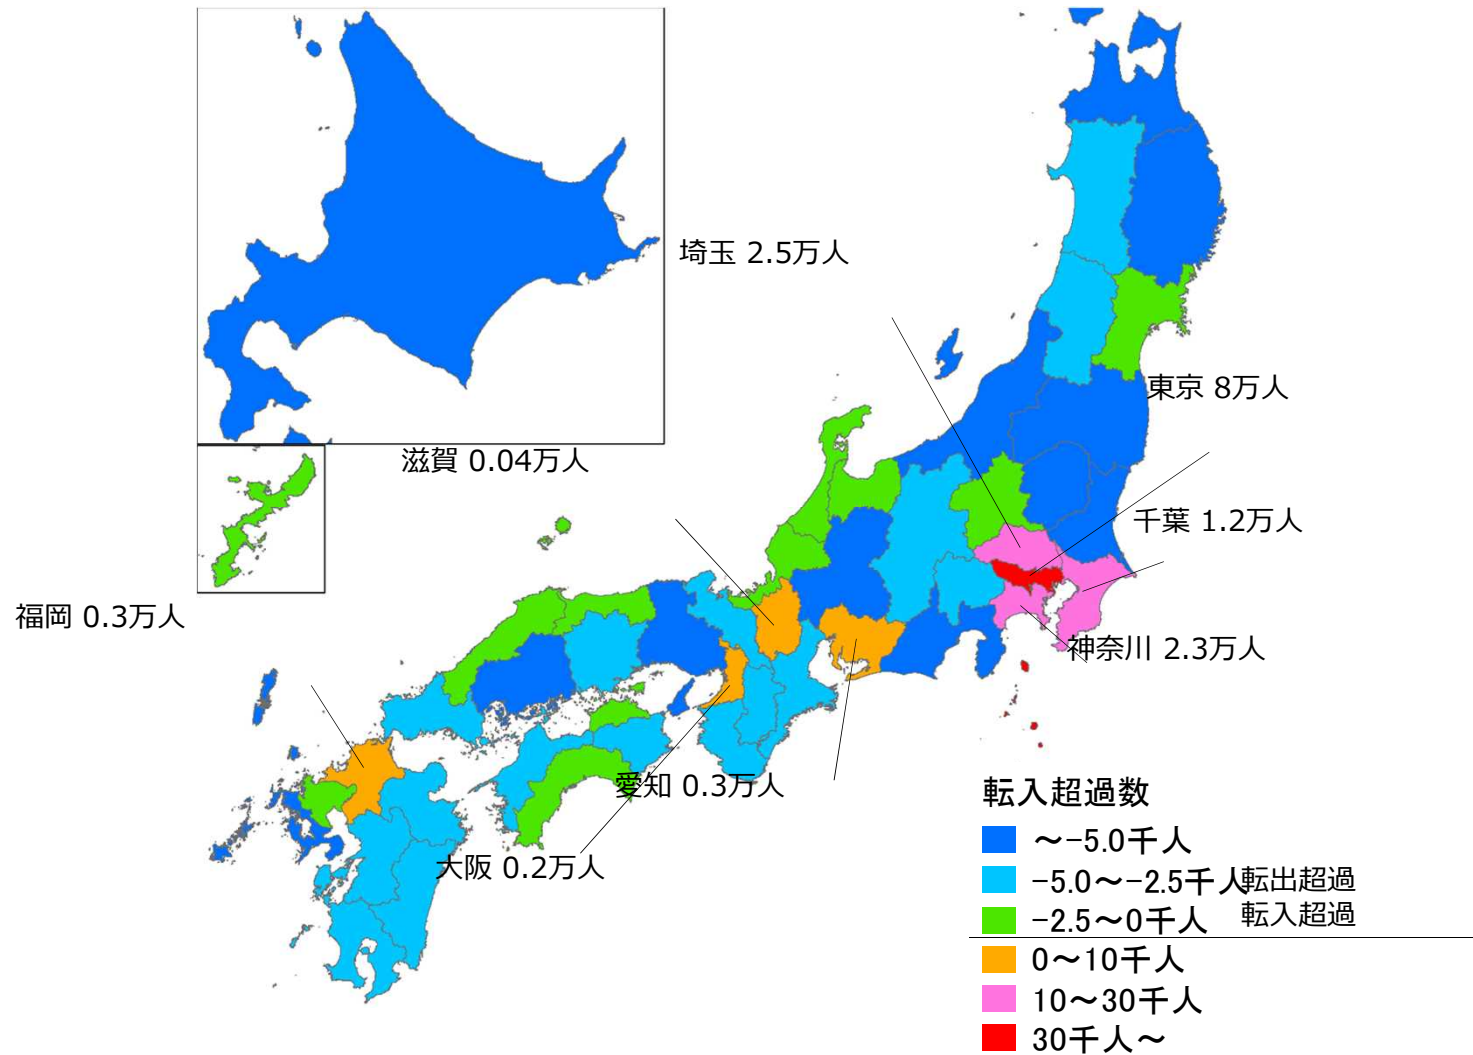 埼玉 2.5万人
東京 8万人
滋賀 0.04万人
千葉 1.2万人
福岡 0.3万人
神奈川 2.3万人
愛知 0.3万人
大阪 0.2万人
転入超過数
～-5.0千人
-5.0～-2.5千人
転出超過
-2.5～0千人
転入超過
0～10千人
10～30千人
30千人～